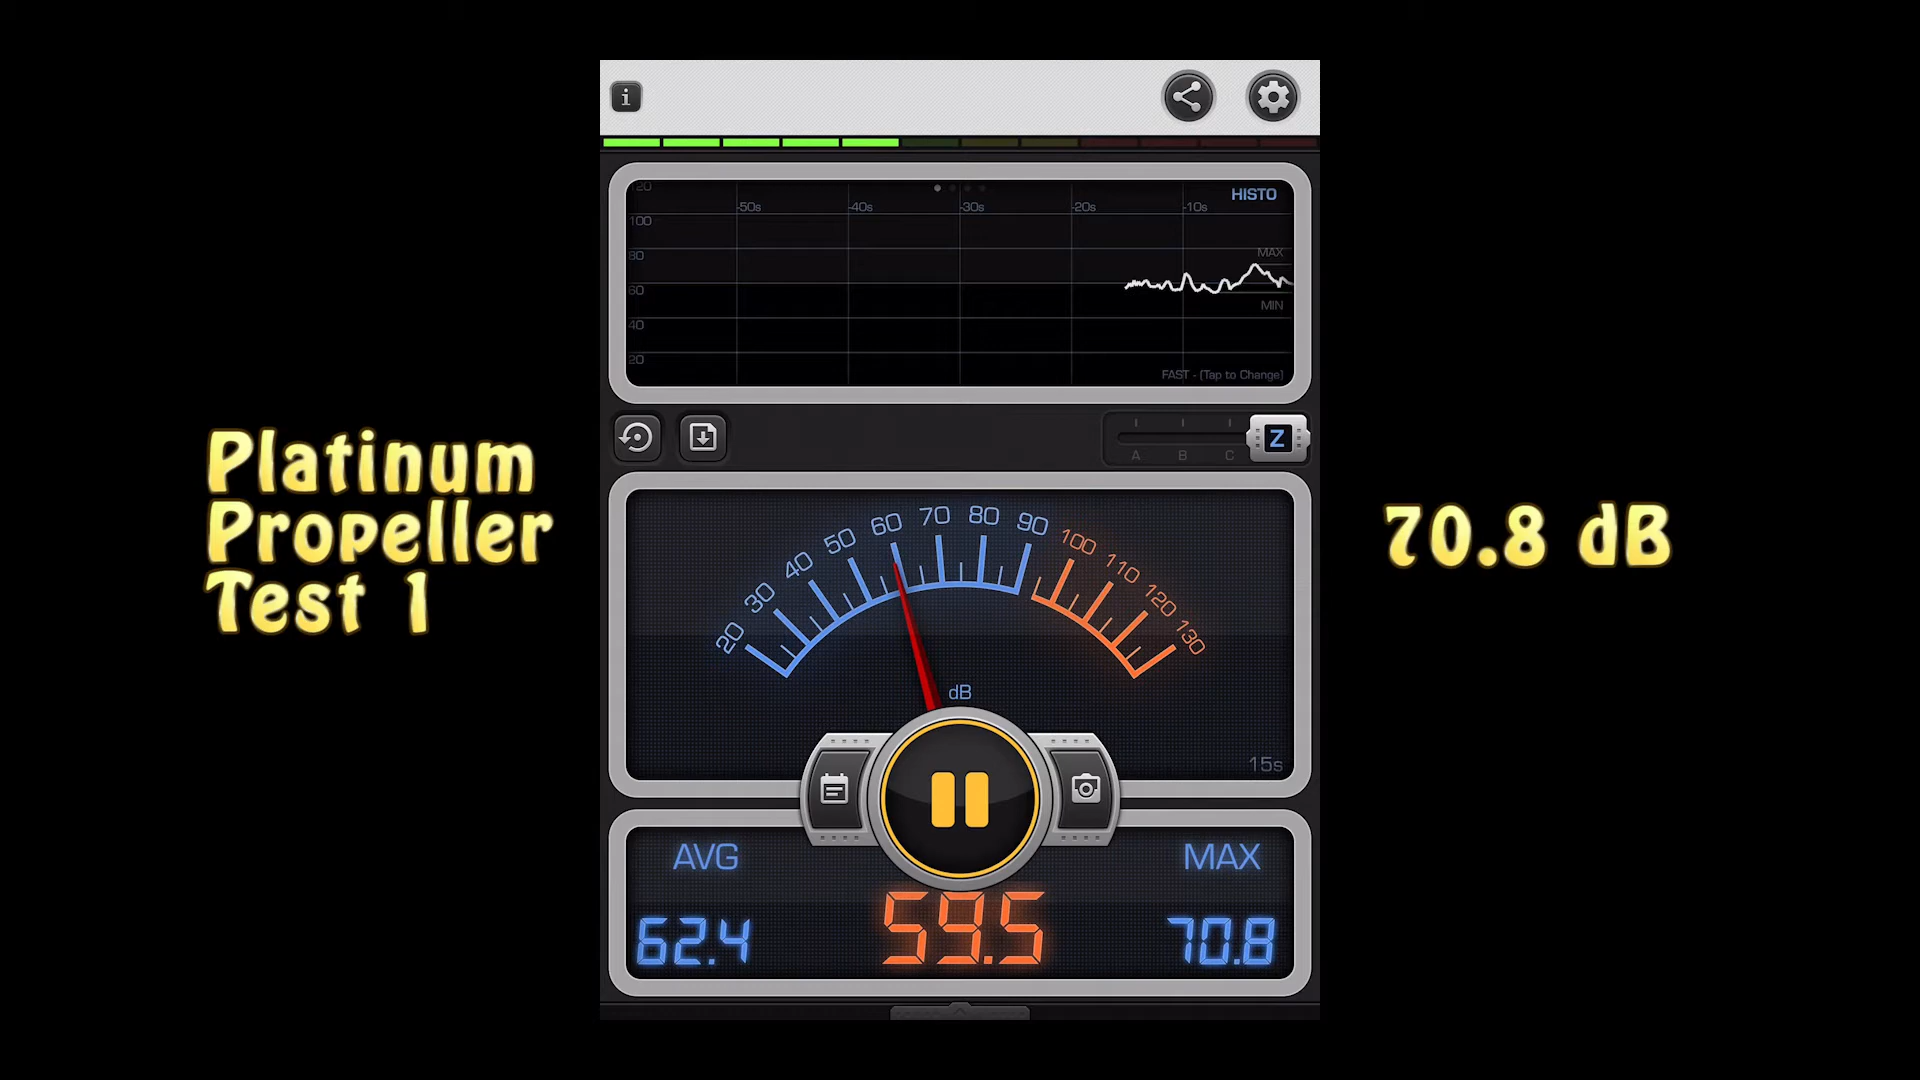 i
120
-50s
-40s
-30s
-20s
-10s
HISTO
100
80
MAX
60
MIN
40
20
FAST - (Tap to Change)
A
B
C
Z
Platinum
Propeller
Test 1
70.8 dB
20
30
40
50
60
70
80
90
100
110
120
130
dB
15s
AVG
MAX
62.4
59.5
70.8